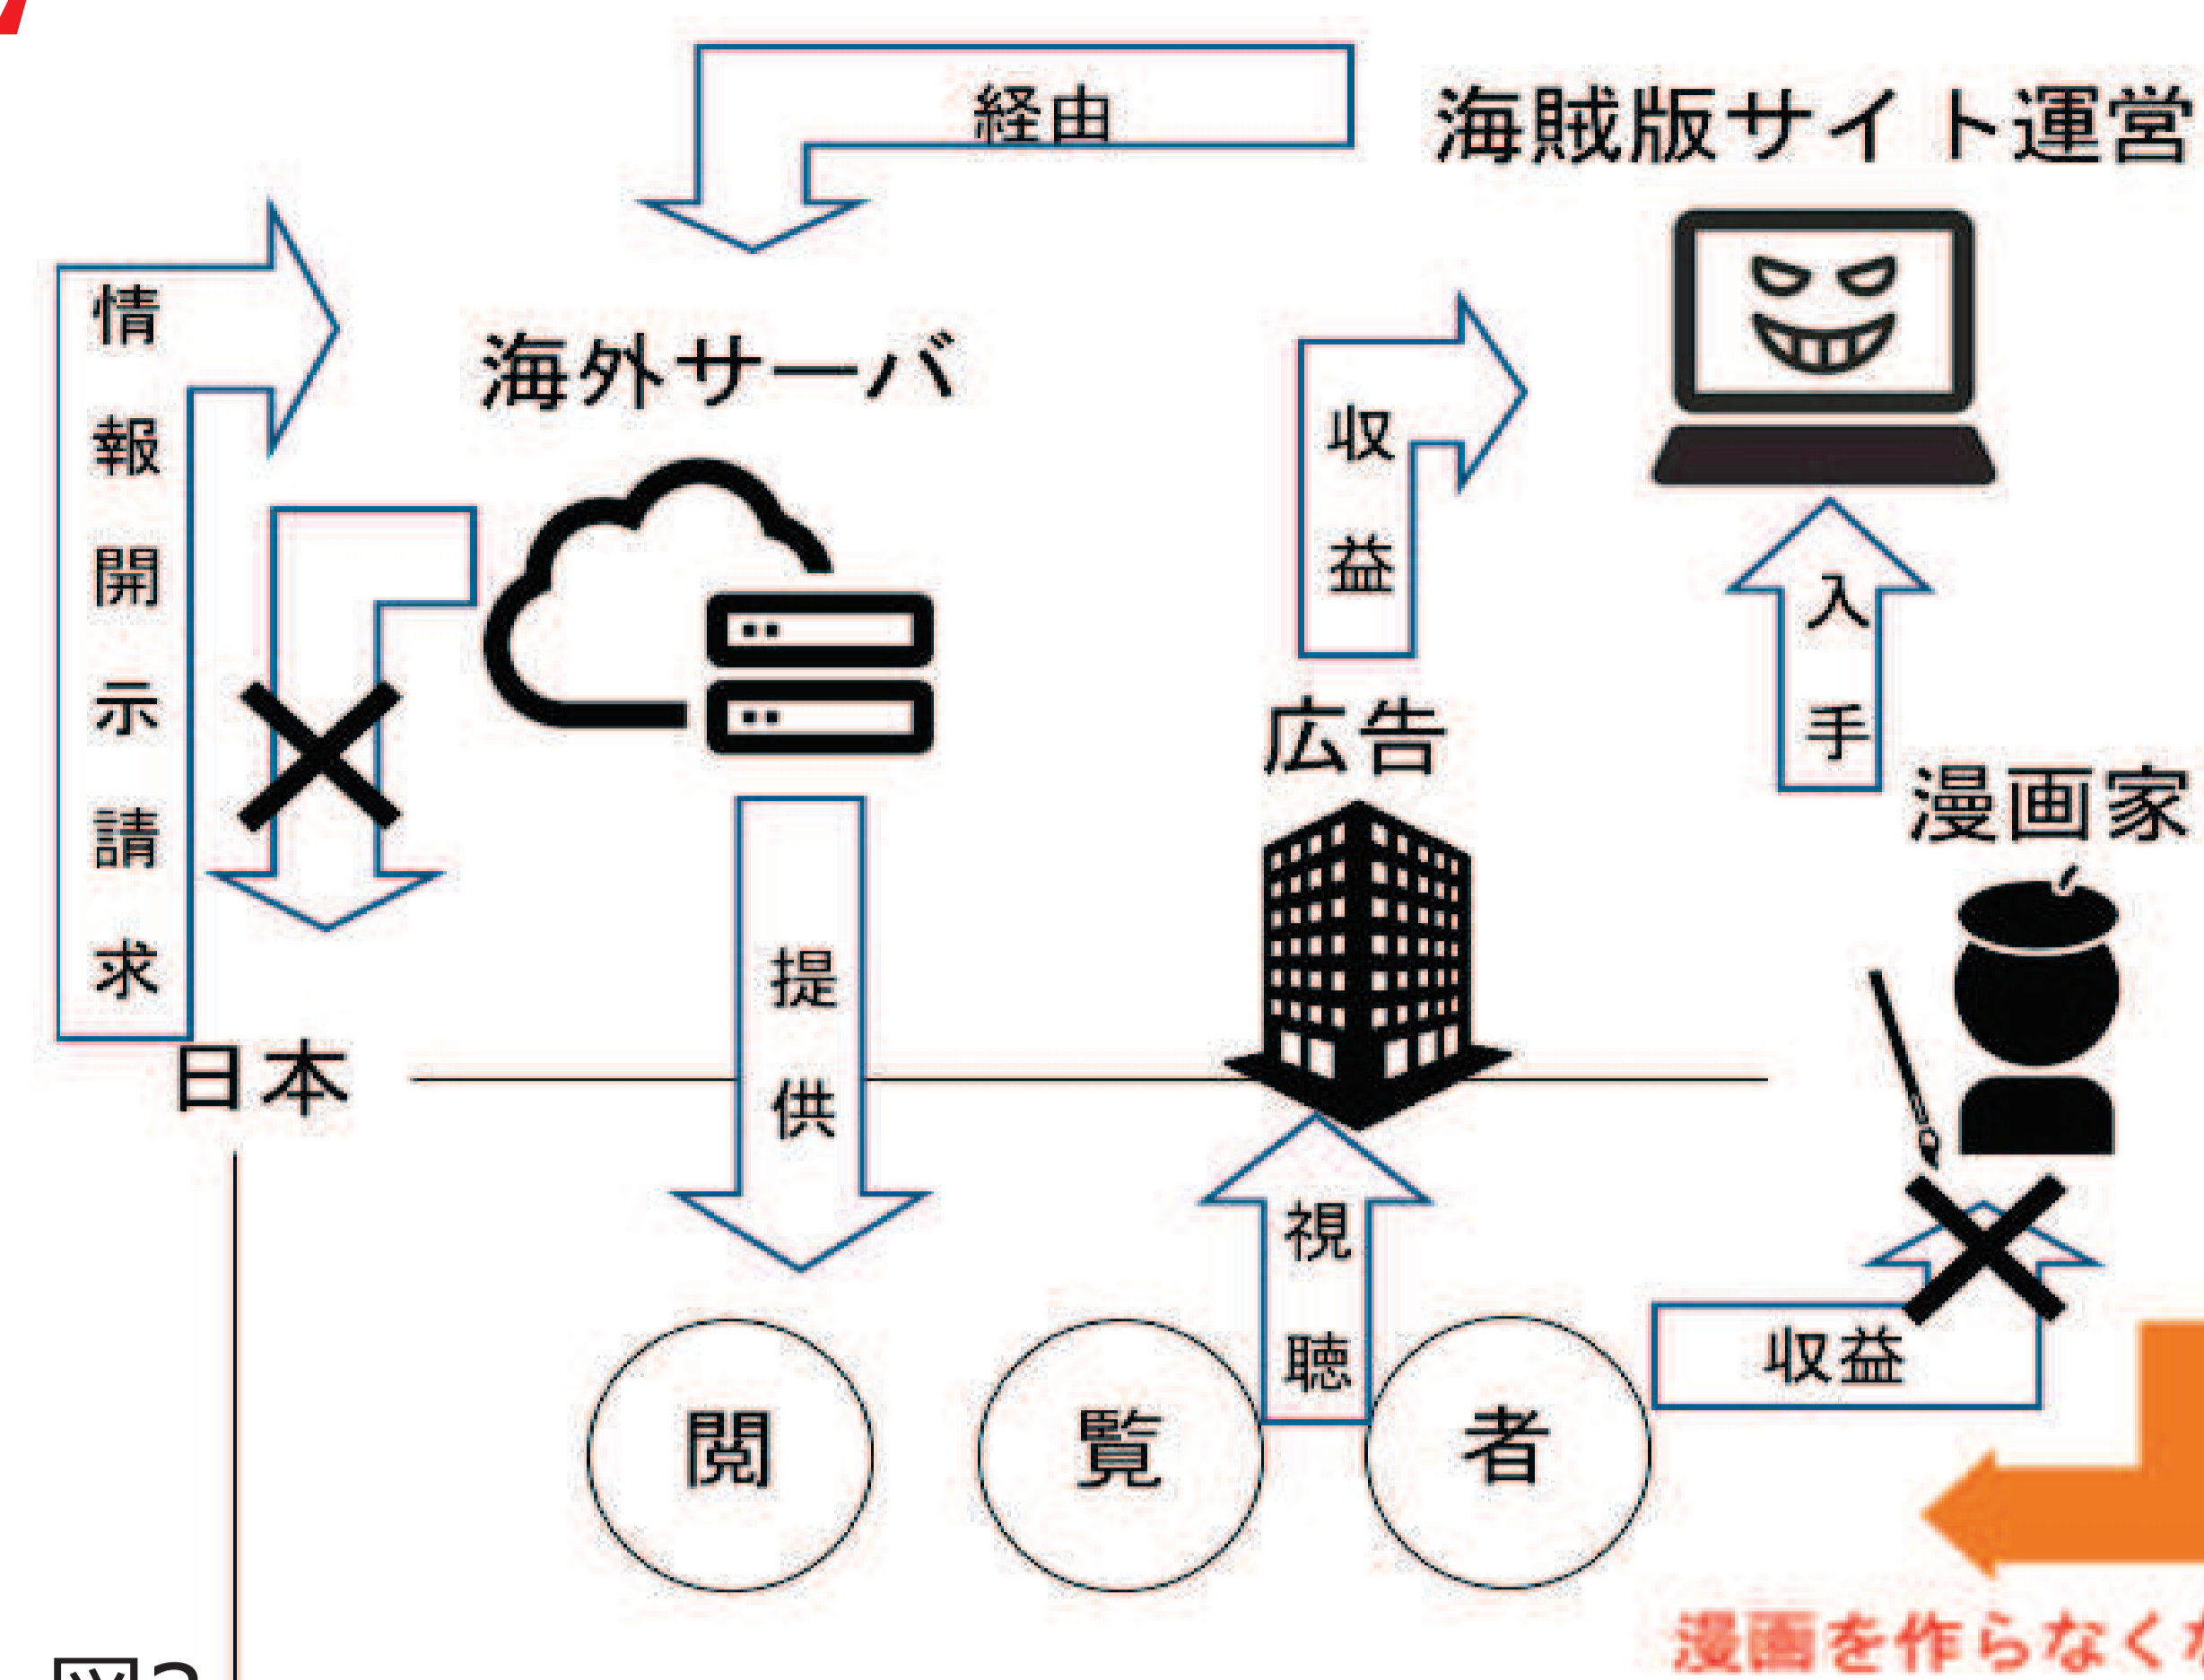 経由
海賊版サイト運営
情報開示請求
海外サーバ
収益
入手
広告
漫画家
提供
日本
視聴
収益
閲覧者
漫画を作らなく